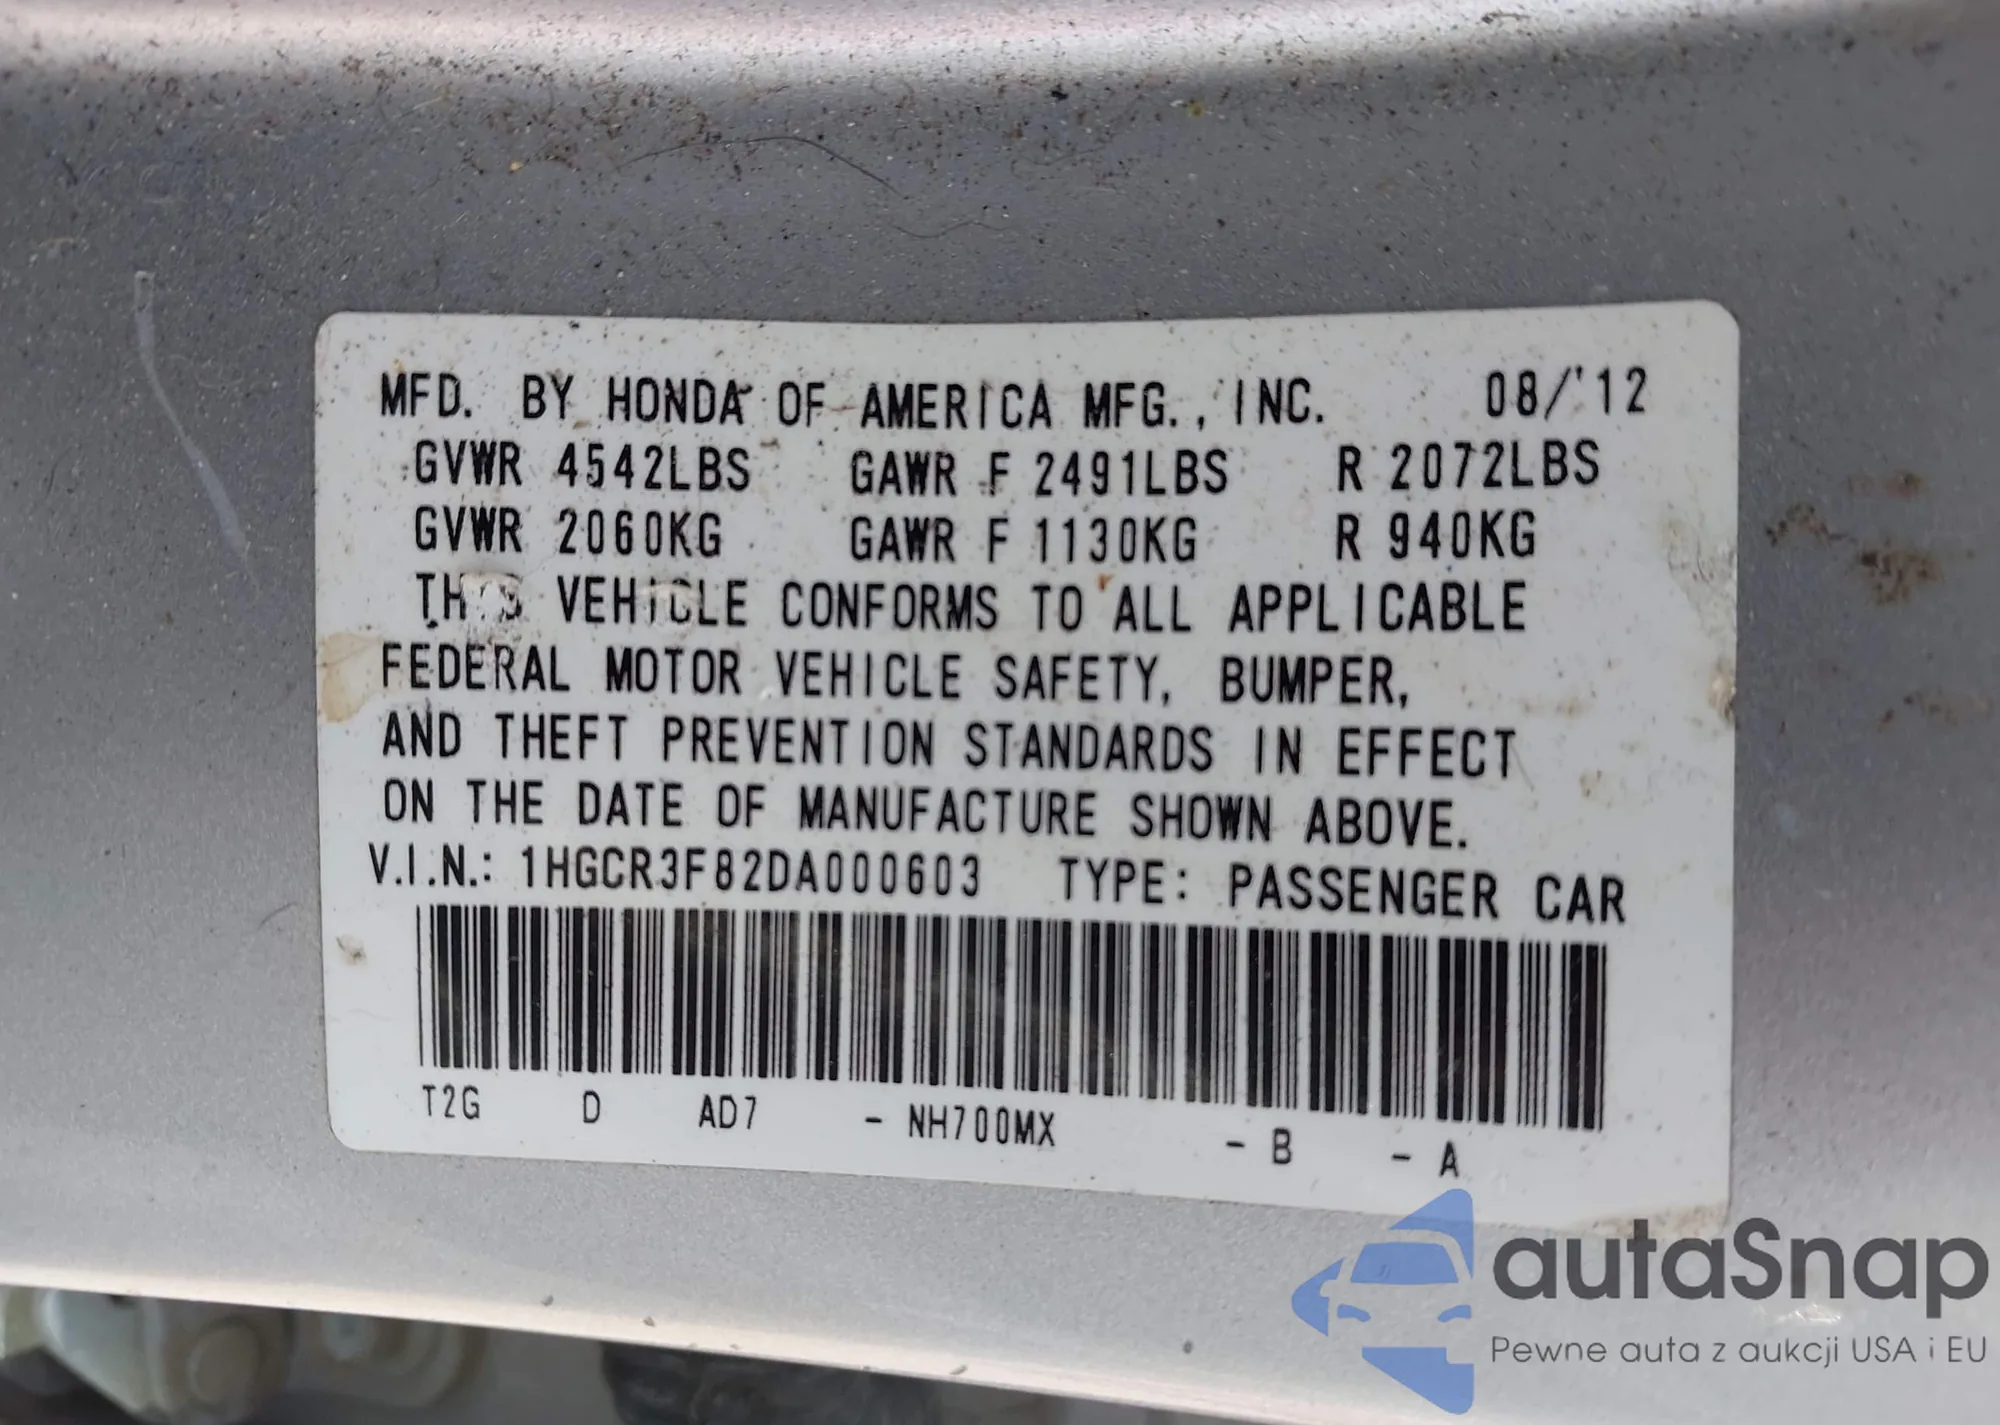 MFD. BY HONDA OF AMERICA MFG., INC. 08/'12
GVWR 4542LBS GAWR F 2491LBS R 2072LBS
GVWR 2060KG GAWR F 1130KG R 940KG
THIS VEHICLE CONFORMS TO ALL APPLICABLE
FEDERAL MOTOR VEHICLE SAFETY, BUMPER,
AND THEFT PREVENTION STANDARDS IN EFFECT
ON THE DATE OF MANUFACTURE SHOWN ABOVE.
V.I.N.: 1HGCR3F82DA000603 TYPE: PASSENGER CAR
T2G D AD7 - NH700MX - B - A
autaSnap
Pewne auta z aukcji USA i EU